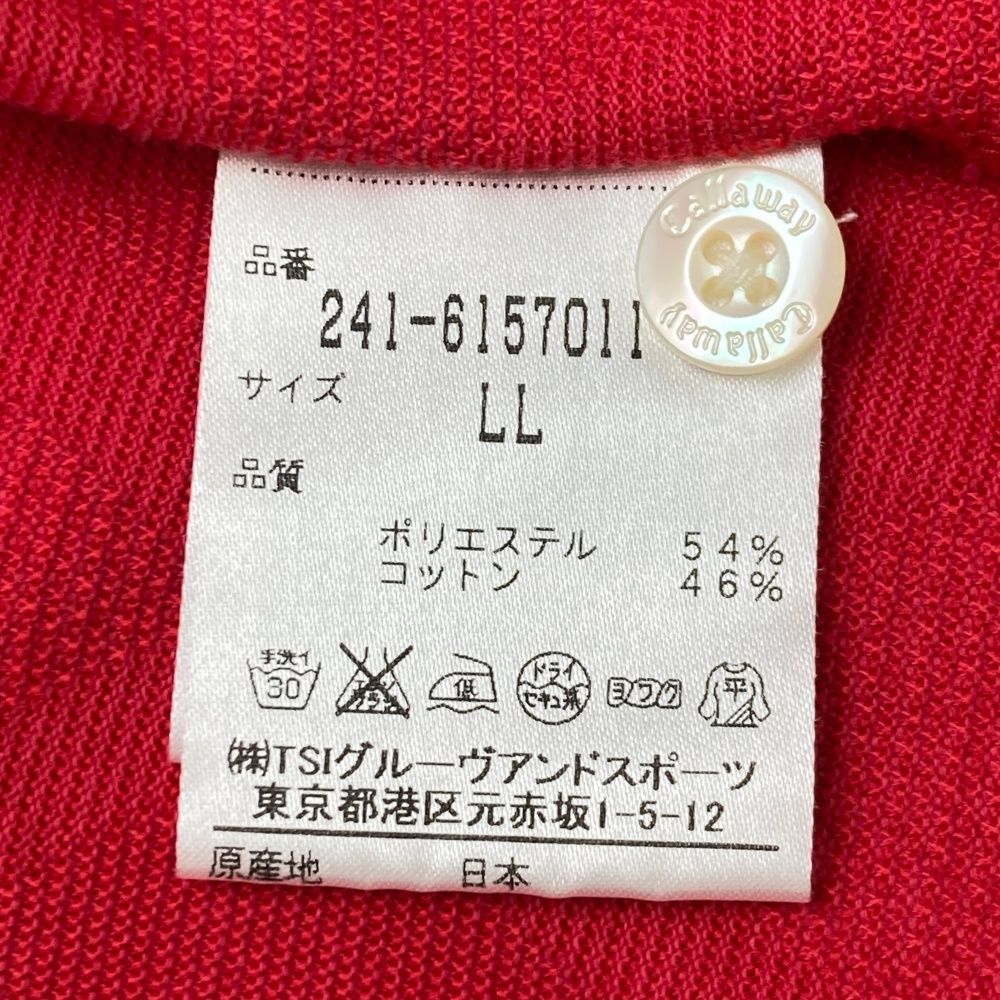 Callaway
Callaway
品番
241-6157011
サイズ LL
品質
ポリエステル 54%
コットン 46%
手洗イ
30
低
ドライ
セキユ系
ヨワク
平
㈱TSIグルーヴアンドスポーツ
東京都港区元赤坂1-5-12
原産地 日本